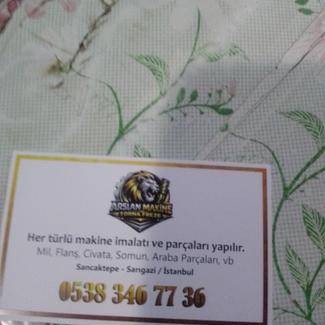 ARSLAN MAKİNE
TORNA FREZE
Her türlü makine imalatı ve parçaları yapılır.
Mil, Flanş, Civata, Somun, Araba Parçaları, vb
Sancaktepe - Sarıgazi / İstanbul
0538 346 77 36